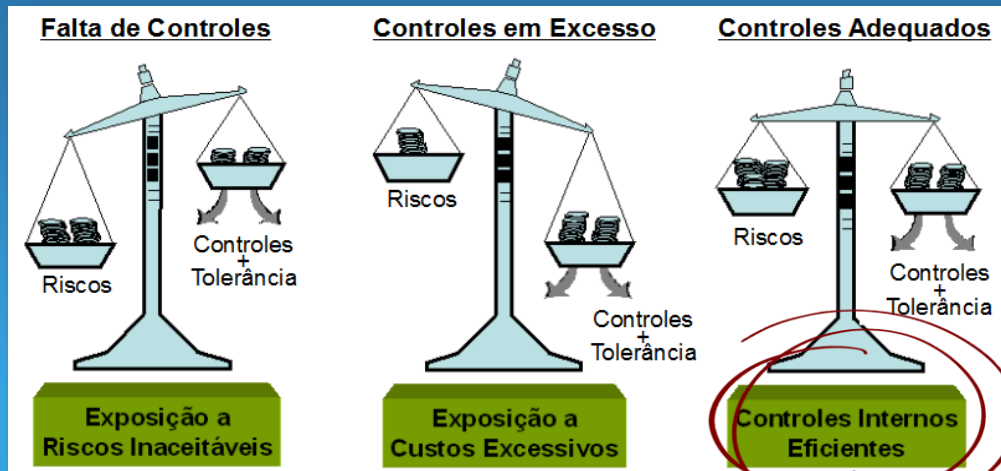 Falta de Controles
Riscos
Controles
+
Tolerância
Exposição a
Riscos Inaceitáveis
Controles em Excesso
Riscos
Controles
+
Tolerância
Exposição a
Custos Excessivos
Controles Adequados
Riscos
Controles
+
Tolerância
Controles Internos
Eficientes